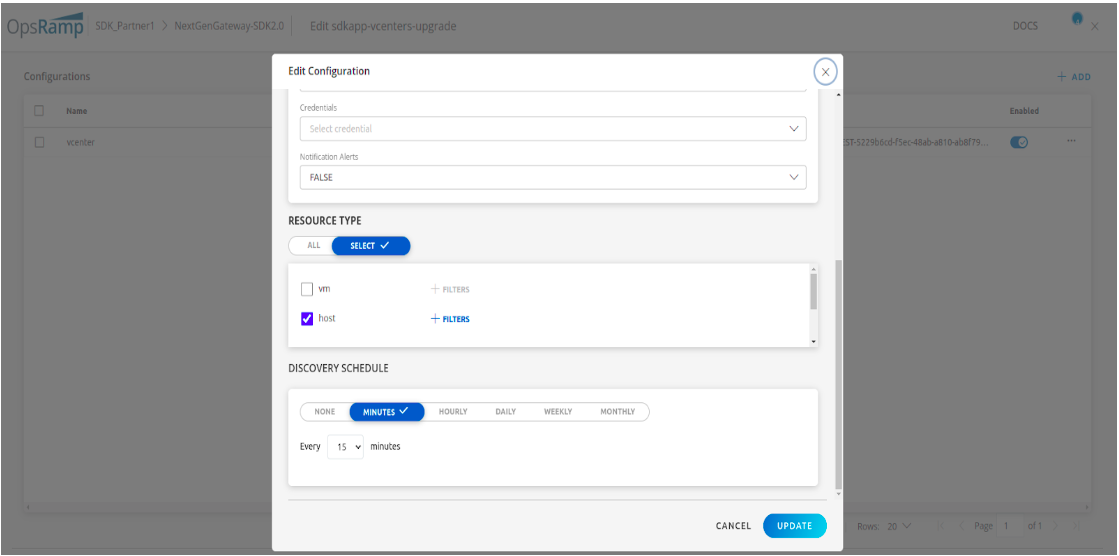 OpsRamp SDK_Partner1 > NextGenGateway-SDK2.0 Edit sdkapp-vcenters-upgrade DOCS
Configurations + ADD
Name Enabled
vcenter EST-5229b6cd-f5ec-48ab-a810-ab8f79... ...
Edit Configuration
Credentials
Select credential
Notification Alerts
FALSE
RESOURCE TYPE
ALL SELECT
vm + FILTERS
host + FILTERS
DISCOVERY SCHEDULE
NONE MINUTES HOURLY DAILY WEEKLY MONTHLY
Every 15 minutes
CANCEL UPDATE
Rows: 20 Page 1 of 1